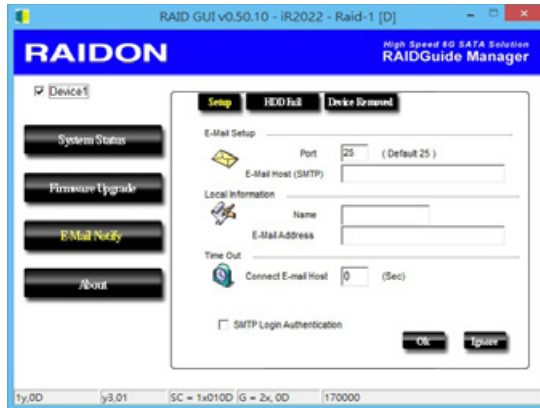 RAID GUI v0.50.10 - iR2022 - Raid-1 [D]
RAIDON
High Speed 6G SATA Solution
RAIDGuide Manager
Device1
Setup HDD Fail Device Removed
System Status
Firmware Upgrade
E-Mail Notify
About
E-Mail Setup
Port 25 ( Default 25 )
E-Mail Host (SMTP)
Local Information
Name
E-Mail Address
Time Out
Connect E-mail Host 0 (Sec)
SMTP Login Authentication
Ok Ignore
1y,0D y3,01 SC = 1x010D G = 2x, 0D 170000